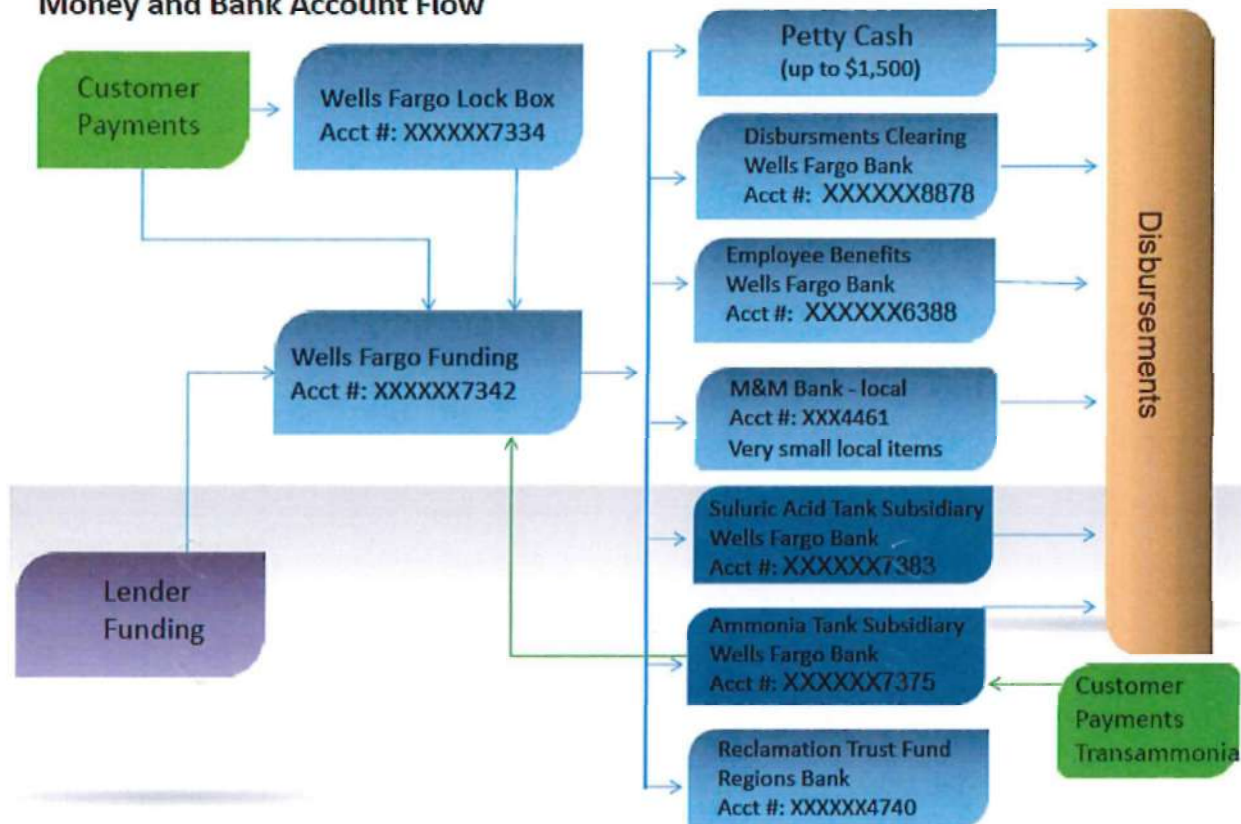 Money and Bank Account Flow
Customer
Payments
Wells Fargo Lock Box
Acct #: XXXXXX7334
Wells Fargo Funding
Acct #: XXXXXX7342
Lender
Funding
Petty Cash
(up to $1,500)
Disbursments Clearing
Wells Fargo Bank
Acct #: XXXXXX8878
Employee Benefits
Wells Fargo Bank
Acct #: XXXXXX6388
M&M Bank - local
Acct #: XXX4461
Very small local items
Suluric Acid Tank Subsidiary
Wells Fargo Bank
Acct #: XXXXXX7383
Ammonia Tank Subsidiary
Wells Fargo Bank
Acct #: XXXXXX7375
Reclamation Trust Fund
Regions Bank
Acct #: XXXXXX4740
Disbursements
Customer
Payments
Transammonia